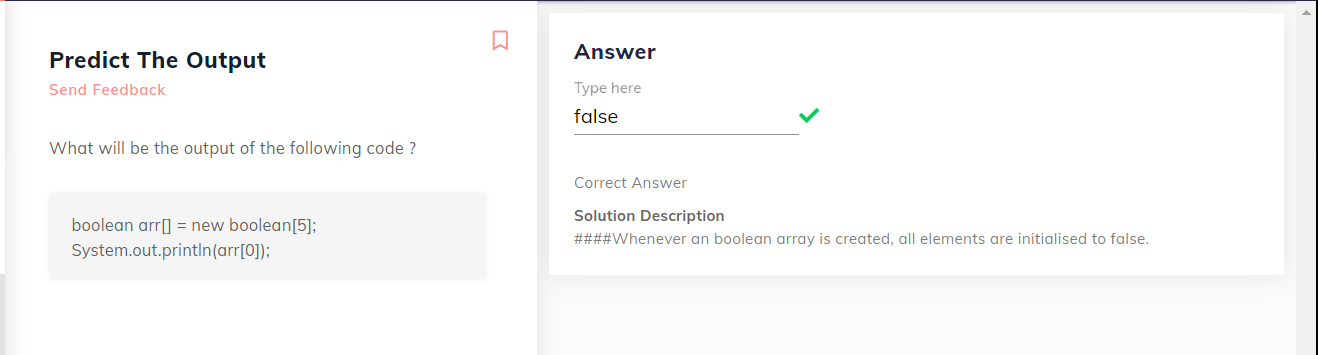 Predict The Output
Send Feedback
What will be the output of the following code ?
boolean arr[] = new boolean[5];
System.out.println(arr[0]);
Answer
Type here
false
Correct Answer
Solution Description
####Whenever an boolean array is created, all elements are initialised to false.